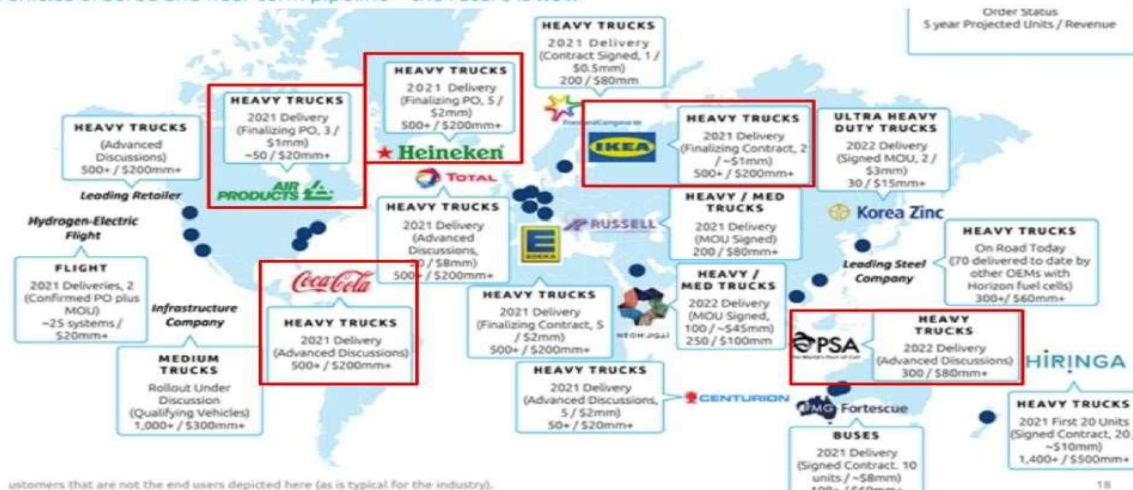 Order Status
5 year Projected Units / Revenue
HEAVY TRUCKS
2021 Delivery
(Contract Signed, 1 /
$0.5mm)
200 / $80mm
HEAVY TRUCKS
2021 Delivery
(Finalizing PO, 5 /
$2mm)
500+ / $200mm+
Heineken
HEAVY TRUCKS
2021 Delivery
(Finalizing PO, 3 /
$1mm)
~50 / $20mm+
AIR
PRODUCTS
HEAVY TRUCKS
(Advanced
Discussions)
500+ / $200mm+
Leading Retailer
IKEA
HEAVY TRUCKS
2021 Delivery
(Finalizing Contract, 2
/ ~$1mm)
500+ / $200mm+
ULTRA HEAVY
DUTY TRUCKS
2022 Delivery
(Signed MOU, 2 /
$3mm)
30 / $15mm+
Korea Zinc
TOTAL
HEAVY TRUCKS
2021 Delivery
(Advanced
Discussions,
/ $8mm)
500+ / $200mm+
EDEKA
RUSSELL
HEAVY / MED
TRUCKS
2021 Delivery
(MOU Signed)
200 / $80mm+
Hydrogen-Electric
Flight
FLIGHT
2021 Deliveries, 2
(Confirmed PO plus
MOU)
~25 systems /
$20mm+
Infrastructure
Company
MEDIUM
TRUCKS
Rollout Under
Discussion
(Qualifying Vehicles)
1,000+ / $300mm+
Coca-Cola
HEAVY TRUCKS
2021 Delivery
(Advanced Discussions)
500+ / $200mm+
HEAVY TRUCKS
2021 Delivery
(Finalizing Contract, 5
/ $2mm)
500+ / $200mm+
NEOM نيوم
HEAVY /
MED TRUCKS
2022 Delivery
(MOU Signed,
100 / ~$45mm)
250 / $100mm
Leading Steel
Company
HEAVY TRUCKS
On Road Today
(70 delivered to date by
other OEMs with
Horizon fuel cells)
300+/ $60mm+
PSA
The World's Port of Call
HEAVY
TRUCKS
2022 Delivery
(Advanced Discussions)
300 / $80mm+
HEAVY TRUCKS
2021 Delivery
(Advanced Discussions,
5 / $2mm)
50+ / $20mm+
CENTURION
FMG Fortescue
BUSES
2021 Delivery
(Signed Contract. 10
units / ~$8mm)
HIRINGA
HEAVY TRUCKS
2021 First 20 Units
(Signed Contract, 20 /
~$10mm)
1,400+ / $500mm+
ustomers that are not the end users depicted here (as is typical for the industry).
18